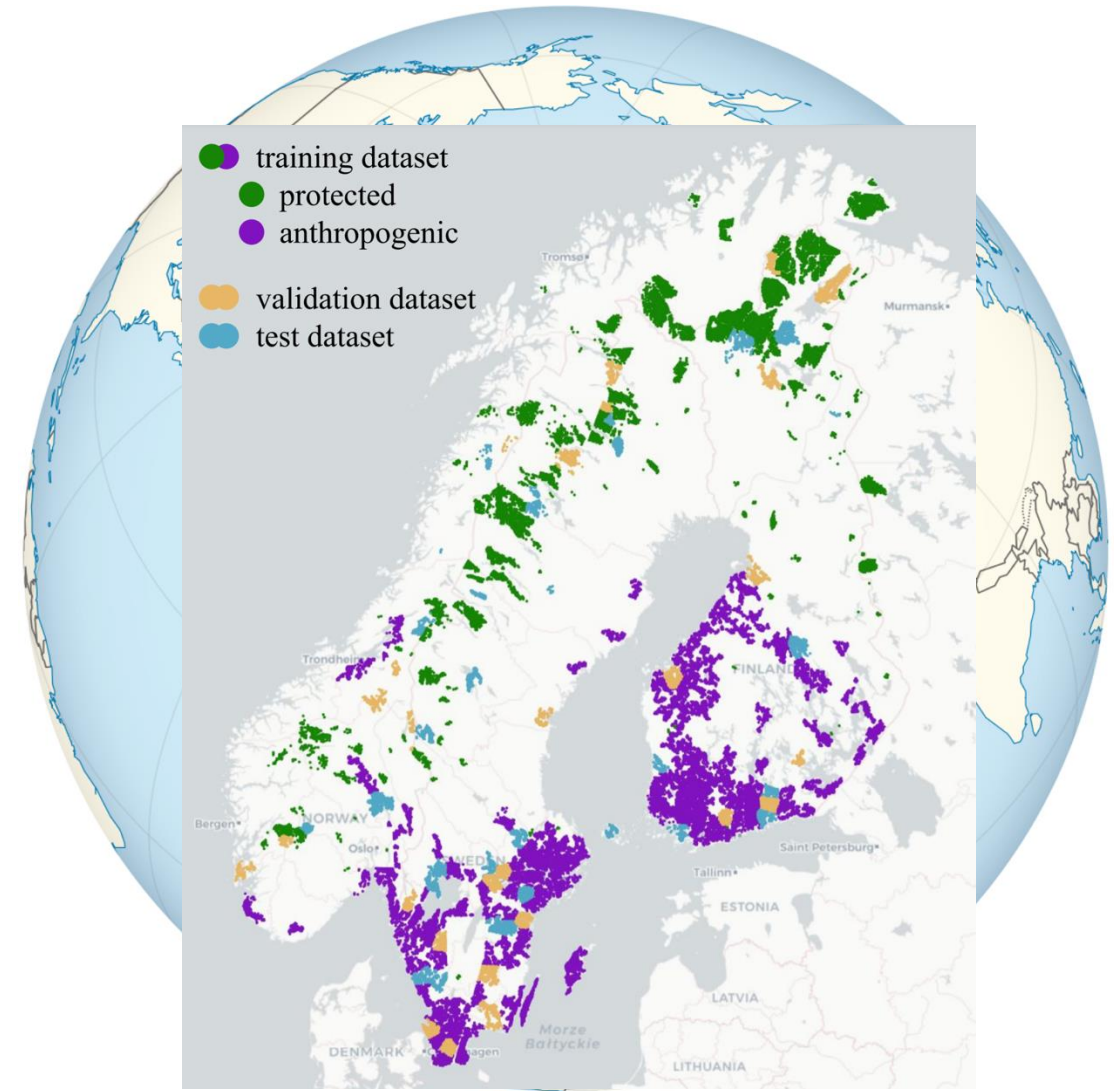 training dataset
protected
anthropogenic
validation dataset
test dataset
Tromsø
Murmansk
FINLAND
Trondheim
Bergen
NORWAY
Oslo
SWEDEN
Saint Petersburg
Tallinn
ESTONIA
LATVIA
Morze
Bałtyckie
DENMARK
LITHUANIA